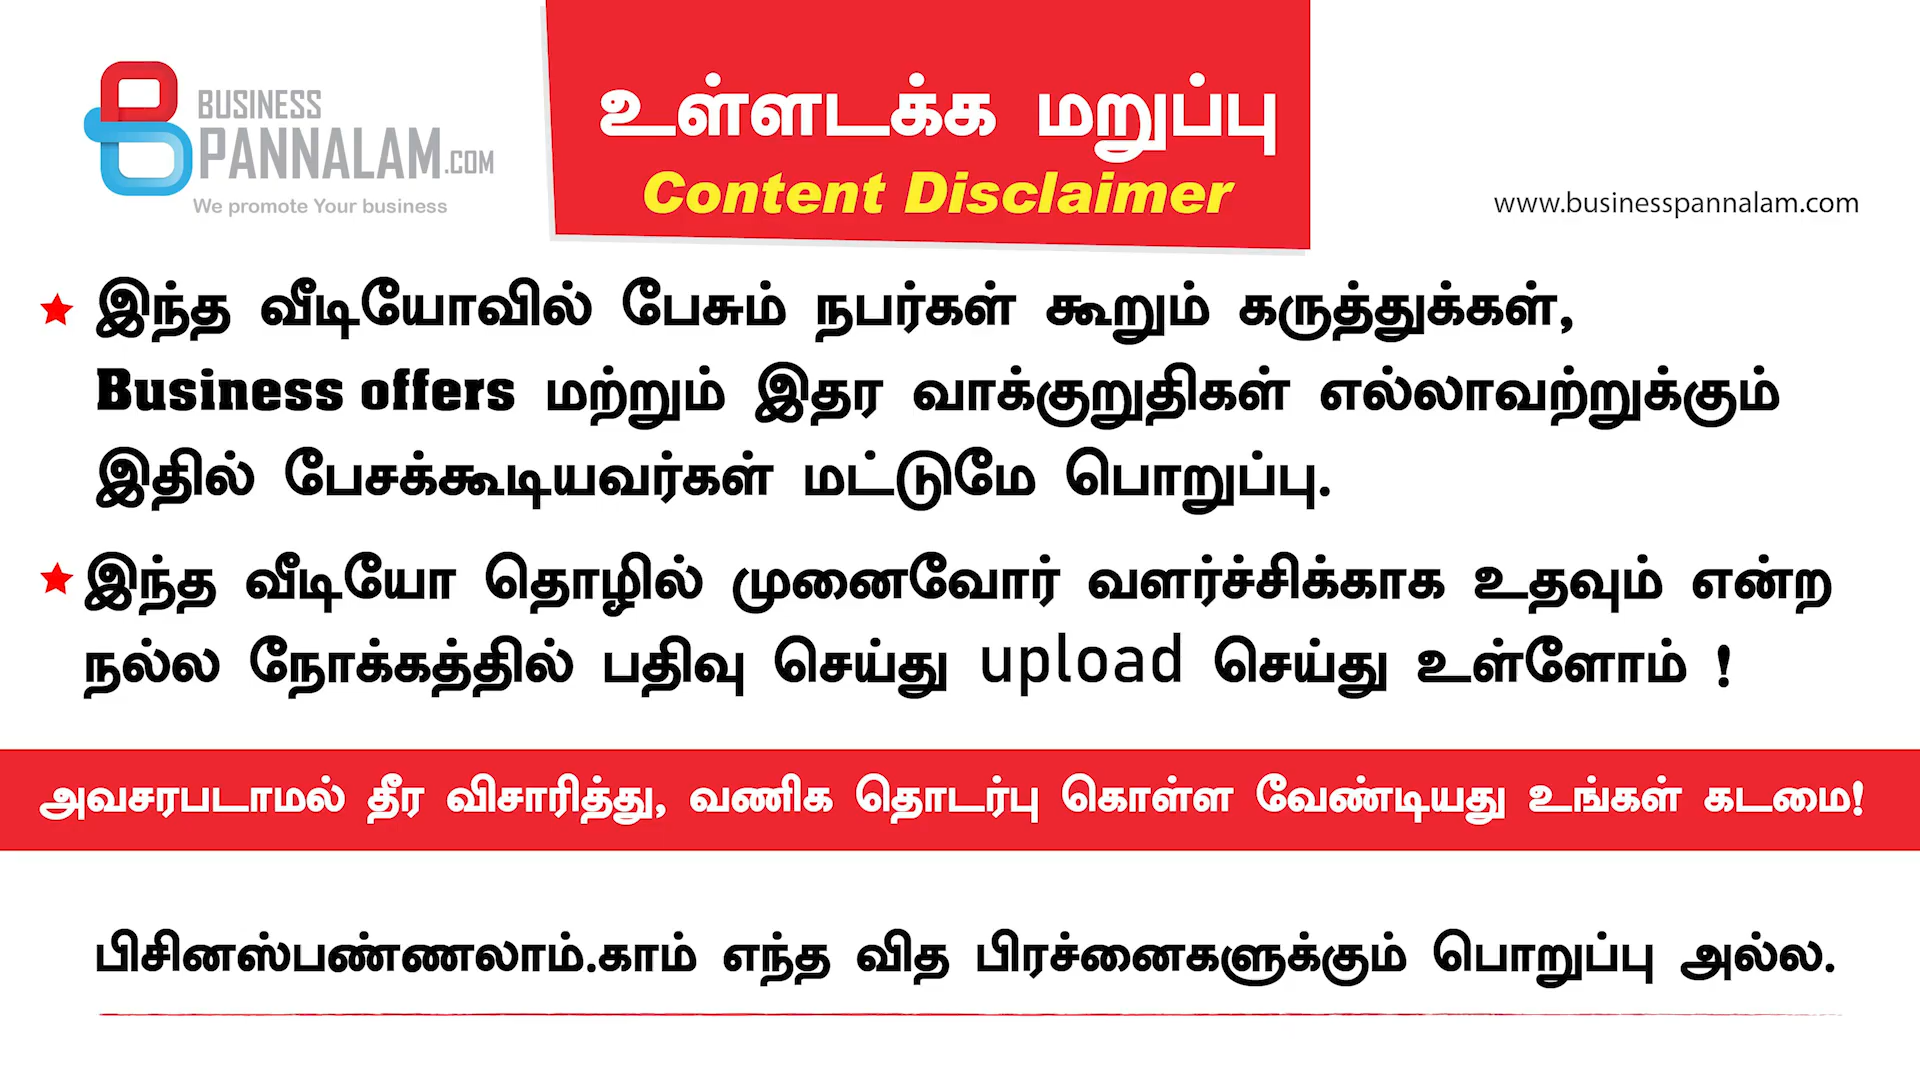 BUSINESS
PANNALAM.COM
We promote Your business
உள்ளடக்க மறுப்பு
Content Disclaimer
www.businesspannalam.com
இந்த வீடியோவில் பேசும் நபர்கள் கூறும் கருத்துக்கள்,
Business offers மற்றும் இதர வாக்குறுதிகள் எல்லாவற்றுக்கும்
இதில் பேசக்கூடியவர்கள் மட்டுமே பொறுப்பு.
இந்த வீடியோ தொழில் முனைவோர் வளர்ச்சிக்காக உதவும் என்ற
நல்ல நோக்கத்தில் பதிவு செய்து upload செய்து உள்ளோம் !
அவசரபடாமல் தீர விசாரித்து, வணிக தொடர்பு கொள்ள வேண்டியது உங்கள் கடமை!
பிசினஸ்பண்ணலாம்.காம் எந்த வித பிரச்னைகளுக்கும் பொறுப்பு அல்ல.